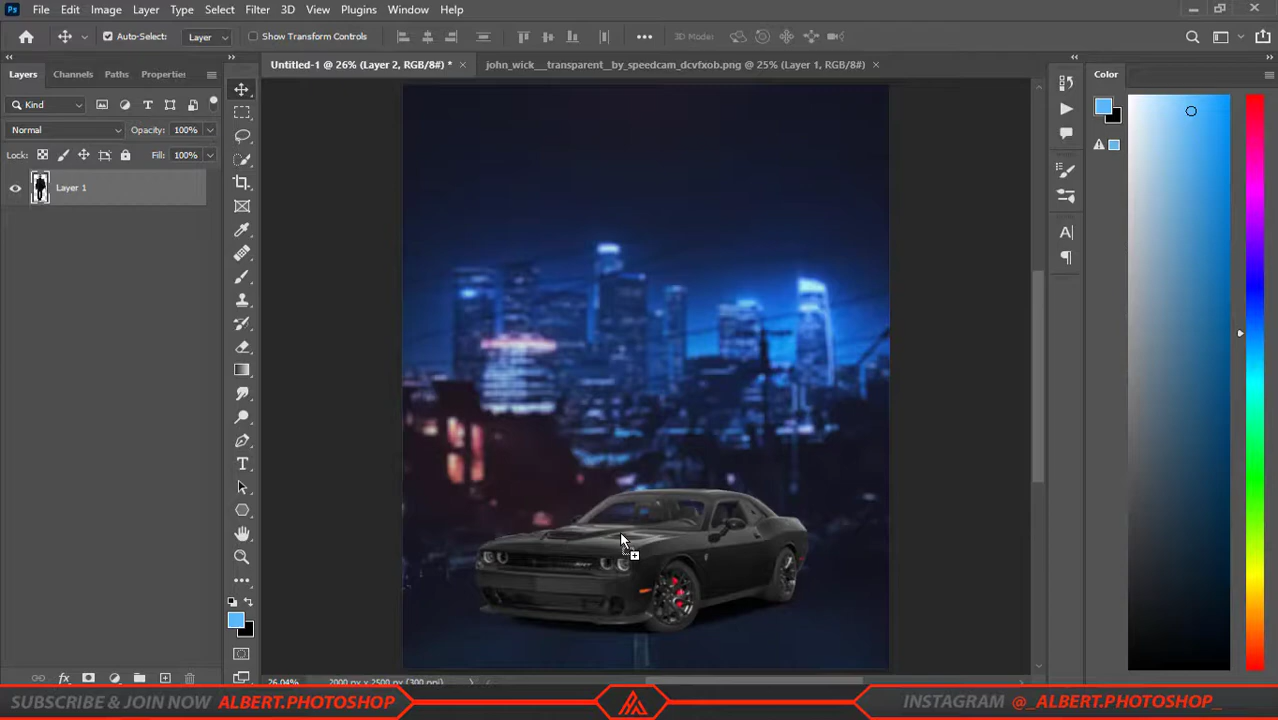 Ps File Edit Image Layer Type Select Filter 3D View Plugins Window Help
Auto-Select: Layer Show Transform Controls 3D Mode:
Untitled-1 @ 26% (Layer 2, RGB/8#) * × john_wick__transparent__by_speedcam_dcvfxob.png @ 25% (Layer 1, RGB/8#) ×
Layers Channels Paths Properties
Color
Kind
Normal Opacity: 100%
Lock: Fill: 100%
Layer 1
T
A
fx
26.04% 2000 px x 2500 px (300 ppi)
SUBSCRIBE & JOIN NOW ALBERT.PHOTOSHOP
INSTAGRAM @_ALBERT.PHOTOSHOP_